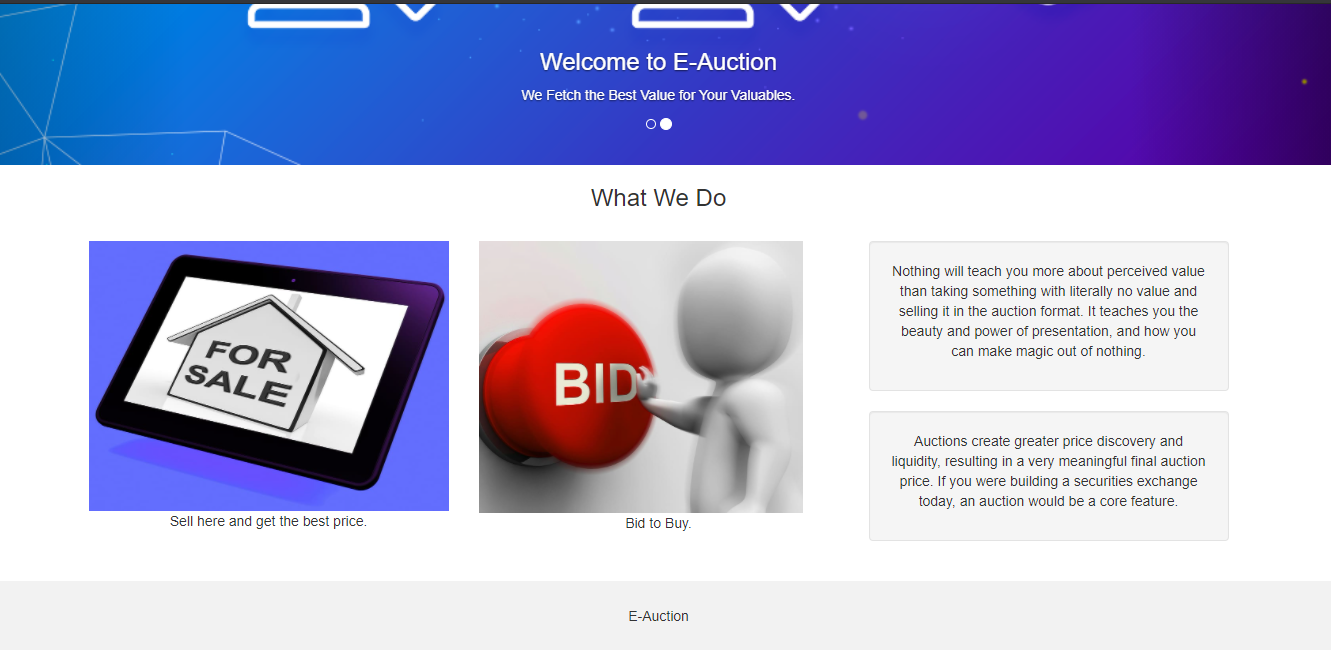 Welcome to E-Auction
We Fetch the Best Value for Your Valuables.
What We Do
FOR
SALE
Sell here and get the best price.
BID
Bid to Buy.
Nothing will teach you more about perceived value
than taking something with literally no value and
selling it in the auction format. It teaches you the
beauty and power of presentation, and how you
can make magic out of nothing.
Auctions create greater price discovery and
liquidity, resulting in a very meaningful final auction
price. If you were building a securities exchange
today, an auction would be a core feature.
E-Auction